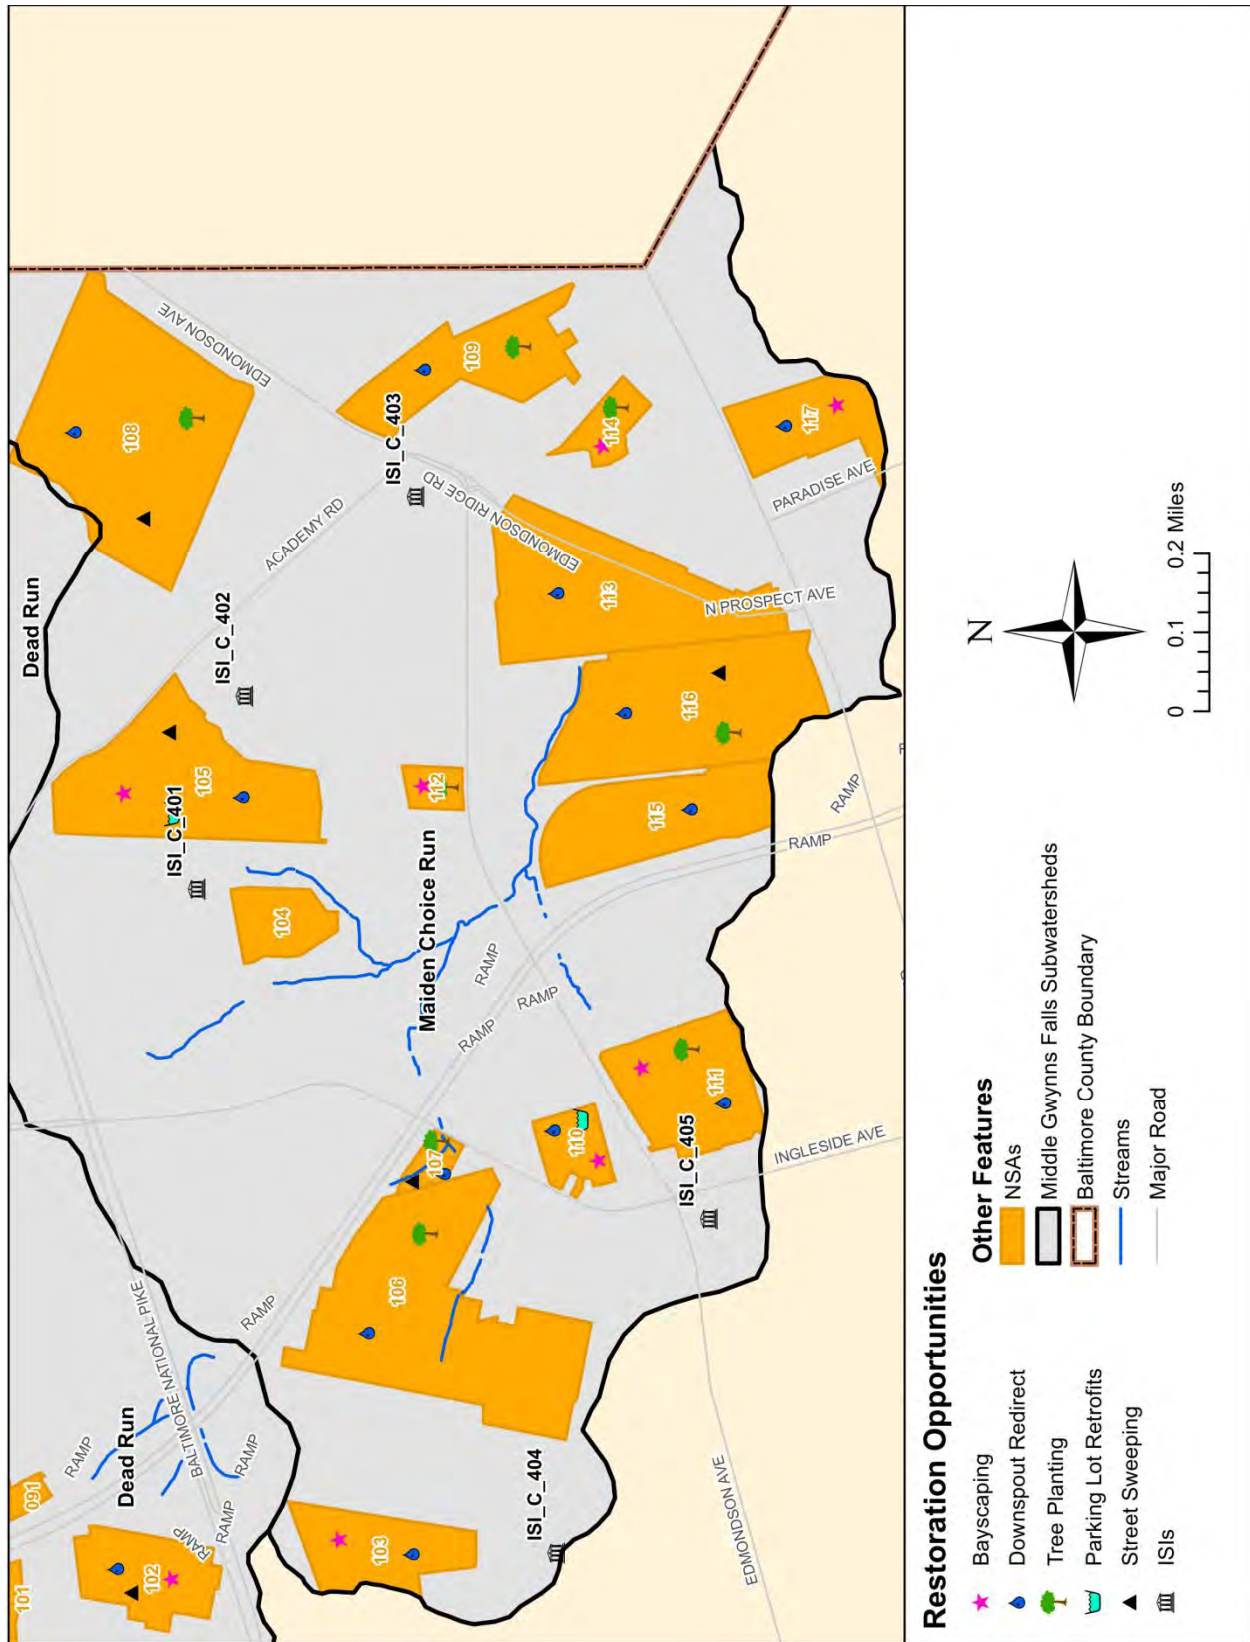 101
091
102
RAMP
RAMP
RAMP
RAMP
Dead Run
BALTIMORE NATIONAL PIKE
RAMP
103
ISI_C_404
106
107
110
111
ISI_C_405
INGLESIDE AVE
EDMONDSON AVE
RAMP
RAMP
RAMP
Maiden Choice Run
104
ISI_C_401
105
112
ISI_C_402
Dead Run
ACADEMY RD
108
EDMONDSON AVE
ISI_C_403
109
114
EDMONDSON RIDGE RD
113
N PROSPECT AVE
116
115
RAMP
RAMP
PARADISE AVE
117
Restoration Opportunities
Bayscaping
Downspout Redirect
Tree Planting
Parking Lot Retrofits
Street Sweeping
ISIs
Other Features
NSAs
Middle Gwynns Falls Subwatersheds
Baltimore County Boundary
Streams
Major Road
N
0 0.1 0.2 Miles